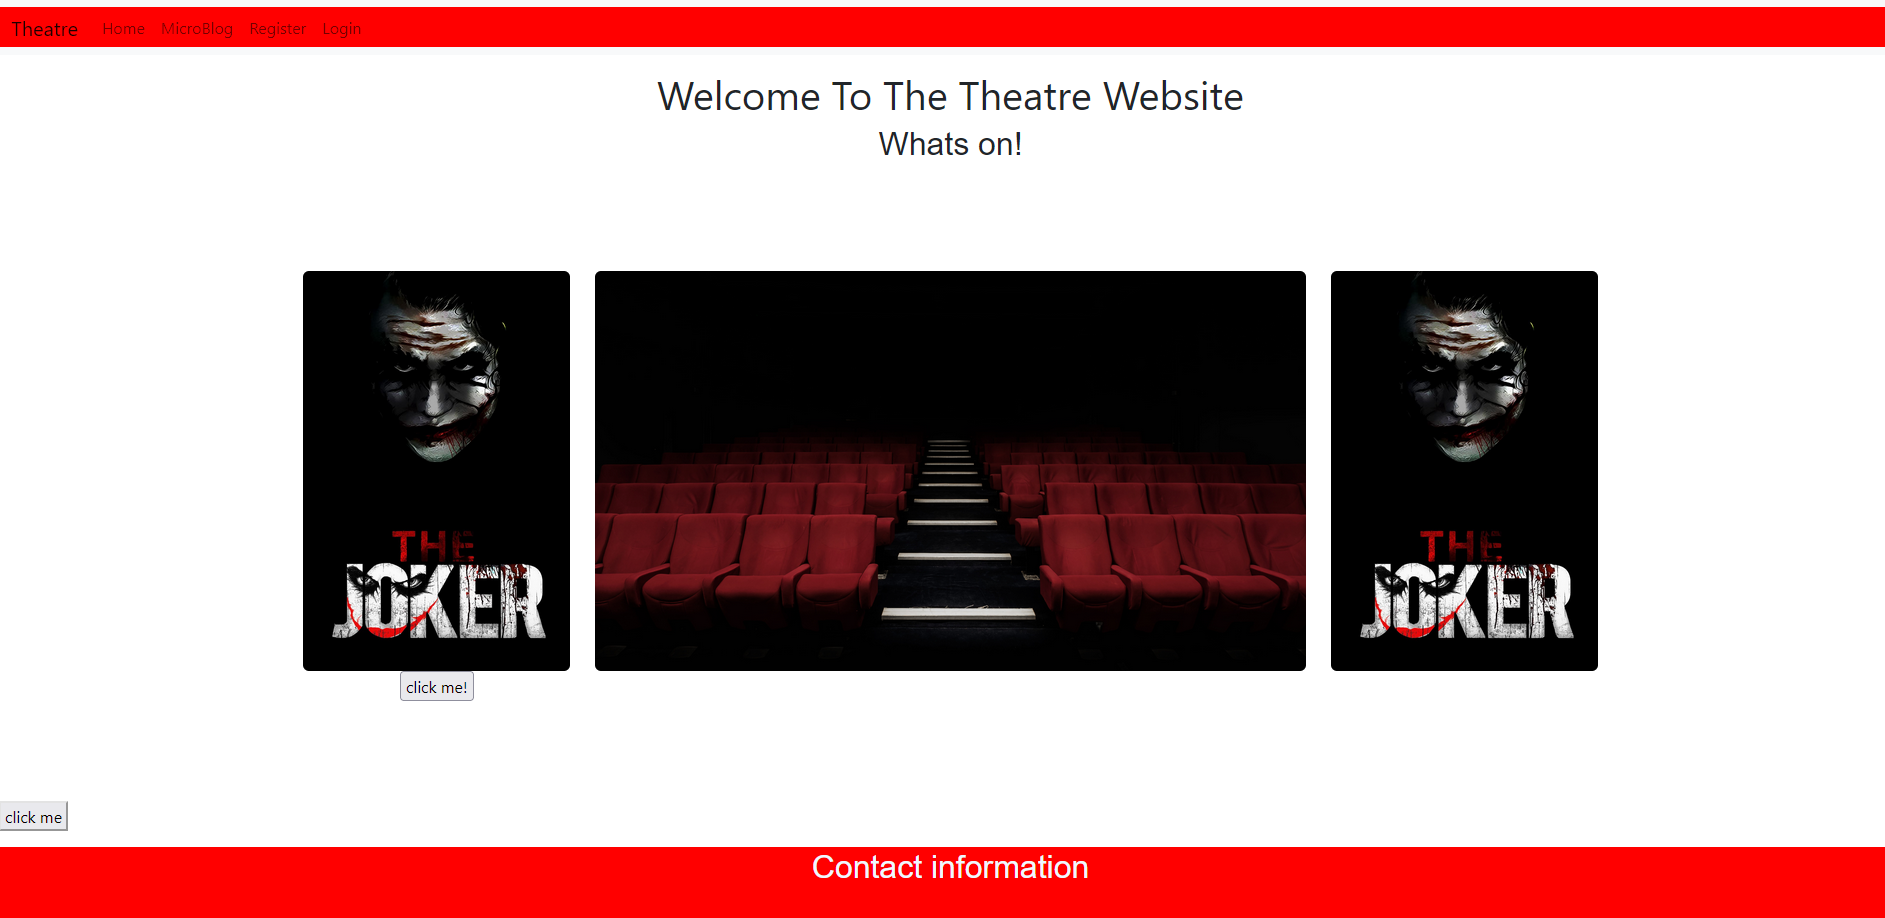 Theatre Home MicroBlog Register Login
Welcome To The Theatre Website
Whats on!
THE
JOKER
THE
JOKER
click me!
click me
Contact information